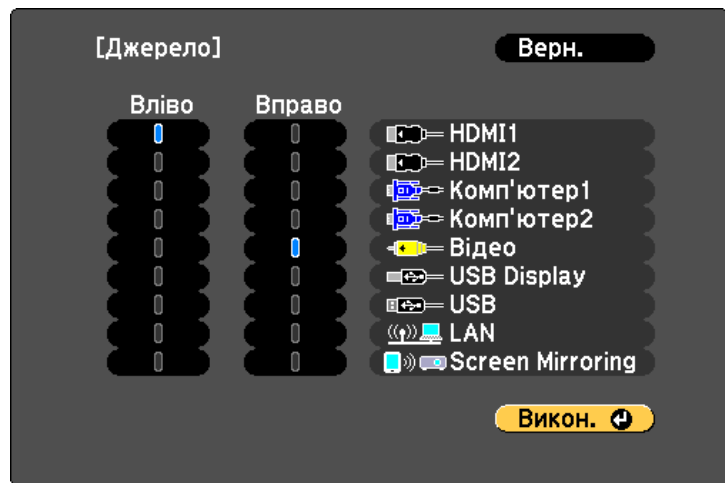 [Джерело] Верн.
Вліво Вправо
HDMI1
HDMI2
Комп'ютер1
Комп'ютер2
Відео
USB Display
USB
LAN
Screen Mirroring
Викон.